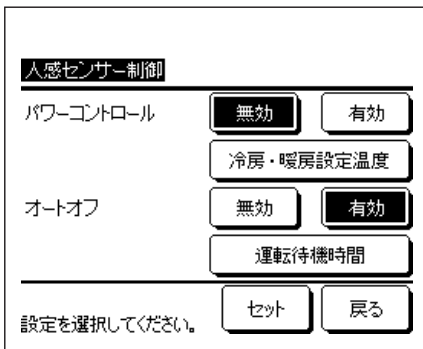 人感センサー制御
パワーコントロール 無効 有効
冷房・暖房設定温度
オートオフ 無効 有効
運転待機時間
設定を選択してください。 セット 戻る